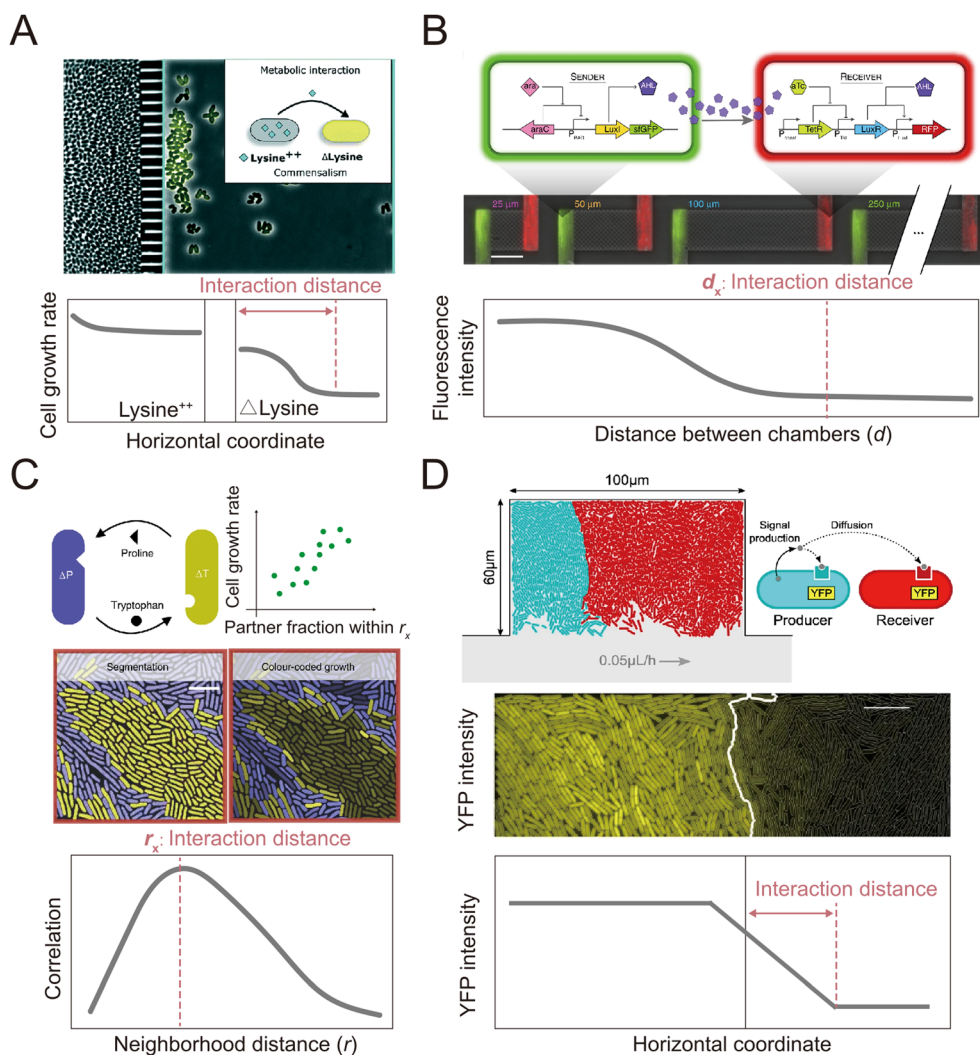 A
Metabolic interaction
Lysine⁺⁺
ΔLysine
Commensalism
Interaction distance
Cell growth rate
Lysine⁺⁺
△Lysine
Horizontal coordinate
B
SENDER
ara
AHL
araC
P
LuxI
sfGFP
RECEIVER
aTc
AHL
P
TetR
P
LuxR
P
RFP
25 µm
50 µm
100 µm
250 µm
...
dₓ: Interaction distance
Fluorescence
intensity
Distance between chambers (d)
C
ΔP
Proline
ΔT
Tryptophan
Cell growth rate
Partner fraction within rₓ
Segmentation
Colour-coded growth
rₓ: Interaction distance
Correlation
Neighborhood distance (r)
D
100µm
60µm
0.05µL/h
Signal
production
Diffusion
YFP
YFP
Producer
Receiver
YFP intensity
Interaction distance
YFP intensity
Horizontal coordinate